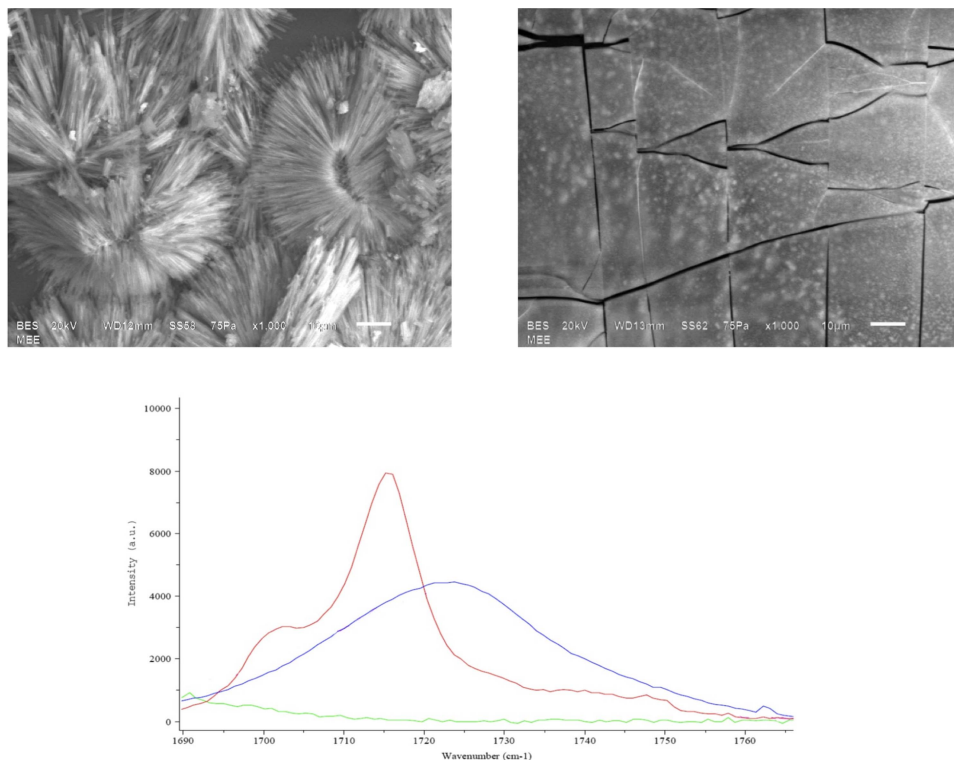 BES 20kV WD12mm SS58 75Pa x1,000
MEE
BES 20kV WD13mm SS62 75Pa x1,000 10µm
MEE
10000
8000
6000
4000
2000
0
Intensity (a.u.)
1690 1700 1710 1720 1730 1740 1750 1760
Wavenumber (cm-1)